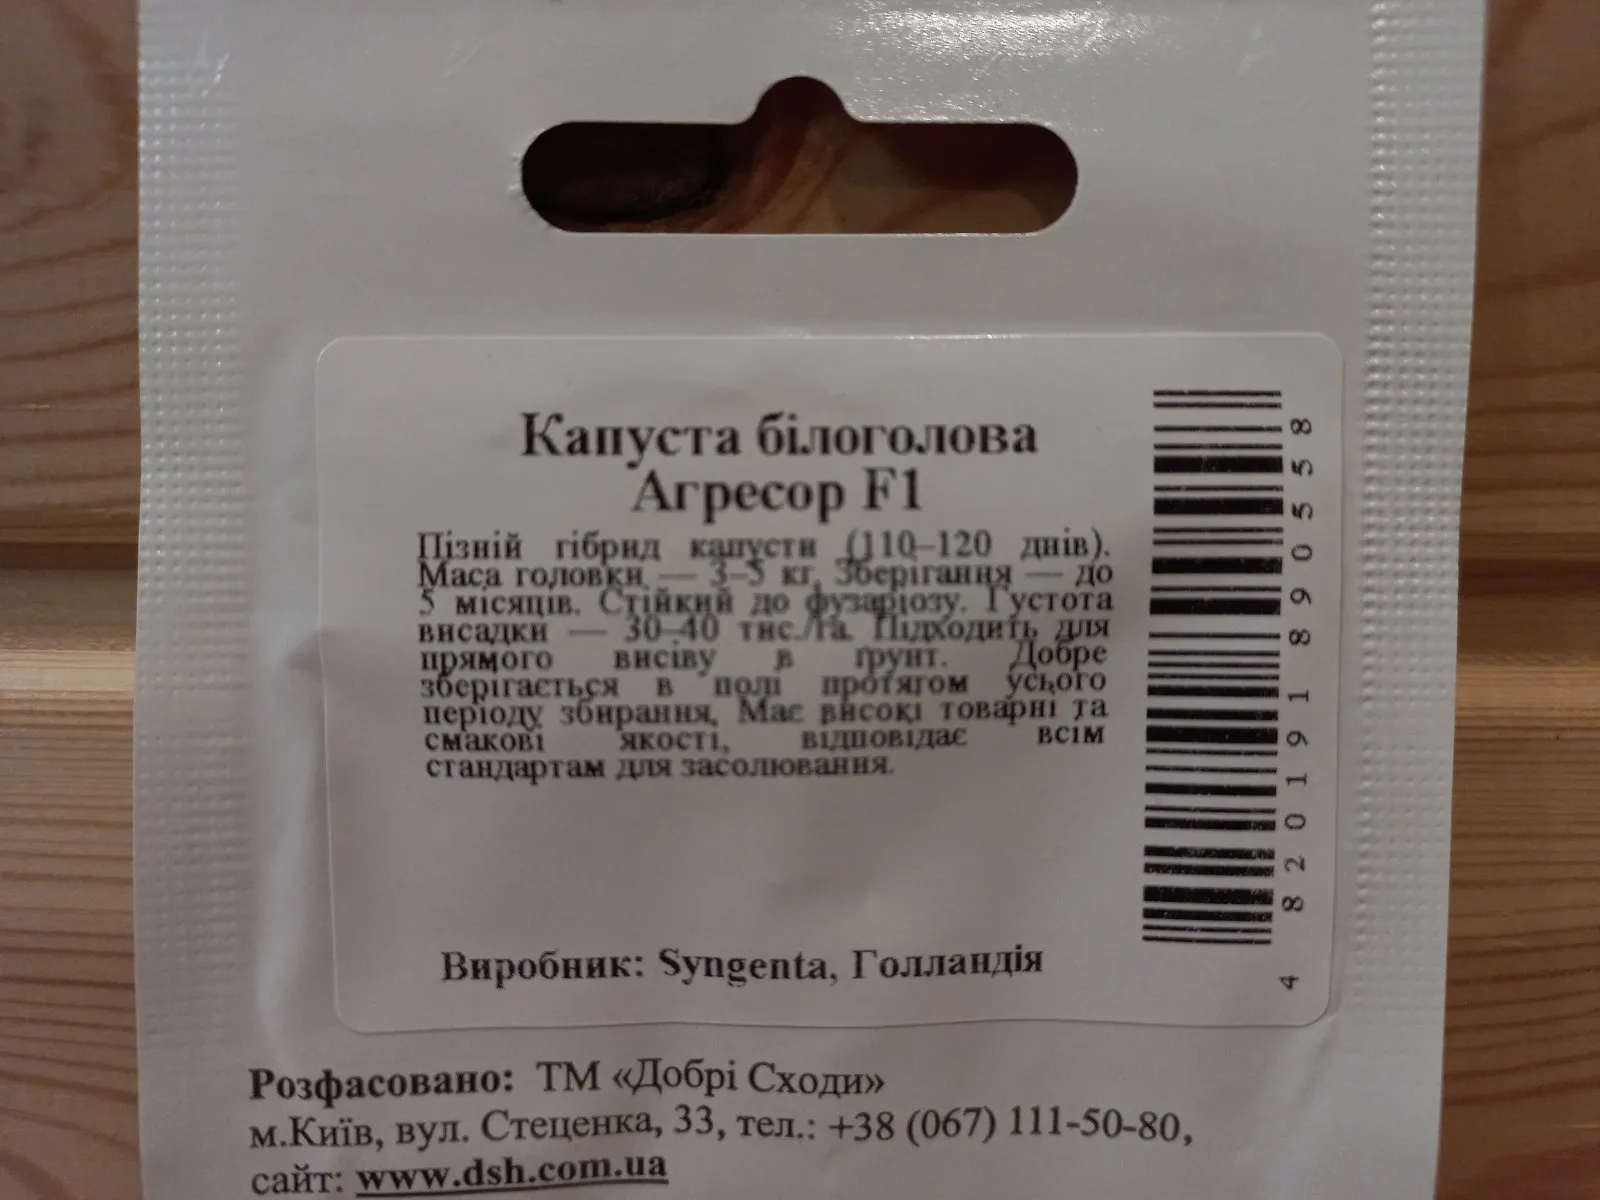 Капуста білоголова
Агресор F1
Пізній гібрид капусти (110–120 днів).
Маса головки — 3–5 кг. Зберігання — до
5 місяців. Стійкий до фузаріозу. Густота
висадки — 30–40 тис./га. Підходить для
прямого висіву в ґрунт. Добре
зберігається в полі протягом усього
періоду збирання. Має високі товарні та
смакові якості, відповідає всім
стандартам для засолювання.
Виробник: Syngenta, Голландія
4 820191 890558
Розфасовано: ТМ «Добрі Сходи»
м.Київ, вул. Стеценка, 33, тел.: +38 (067) 111-50-80,
сайт: www.dsh.com.ua